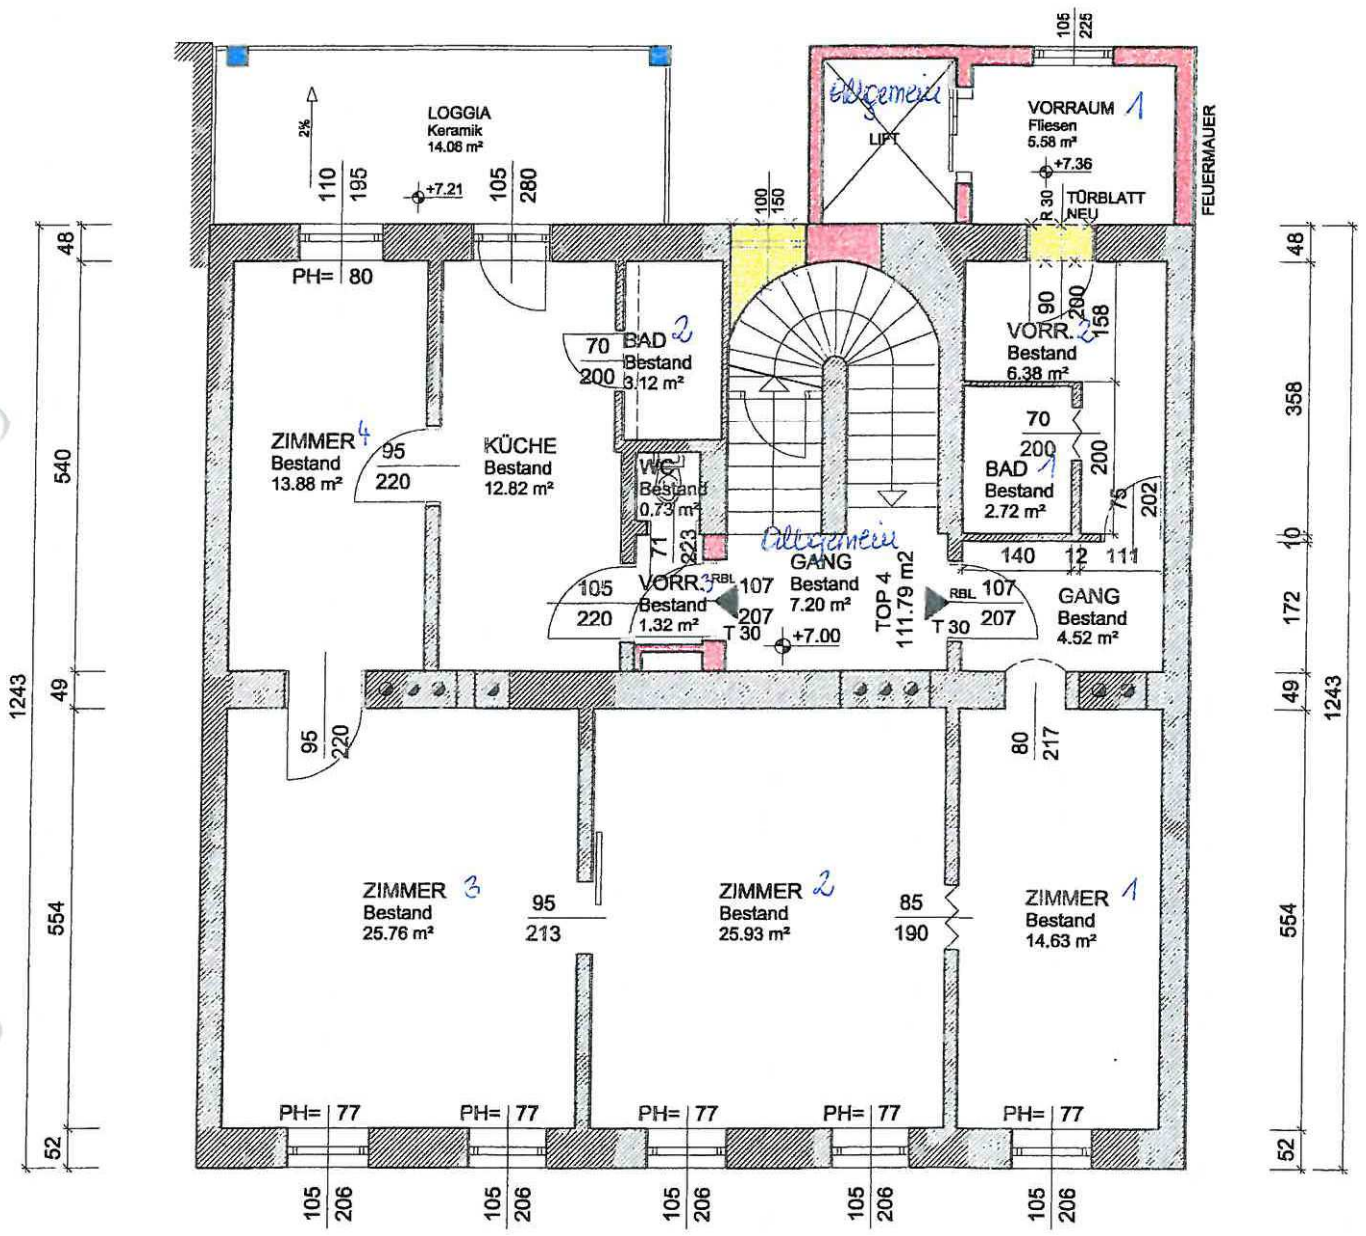 105
225
Allgemein
LIFT
VORRAUM 1
Fliesen
5.58 m²
+7.36
R 30
TÜRBLATT
NEU
FEUERMAUER
LOGGIA
Keramik
14.06 m²
2%
+7.21
110
195
105
280
100
150
48
48
PH= 80
90
200
158
VORR. 2
Bestand
6.38 m²
70
200
BAD 2
Bestand
3.12 m²
358
540
ZIMMER 4
Bestand
13.88 m²
95
220
KÜCHE
Bestand
12.82 m²
WC
Bestand
0.73 m²
71
223
70
200
200
BAD 1
Bestand
2.72 m²
75
202
Allgemein
GANG
Bestand
7.20 m²
+7.00
TOP 4
111.79 m2
10
140
12
111
105
220
VORR. 3
Bestand
1.32 m²
RBL
107
207
T 30
RBL
107
207
T 30
GANG
Bestand
4.52 m²
172
1243
49
49
1243
95
220
80
217
ZIMMER 3
Bestand
25.76 m²
95
213
ZIMMER 2
Bestand
25.93 m²
85
190
ZIMMER 1
Bestand
14.63 m²
554
554
PH= 77
PH= 77
PH= 77
PH= 77
PH= 77
52
52
105
206
105
206
105
206
105
206
105
206